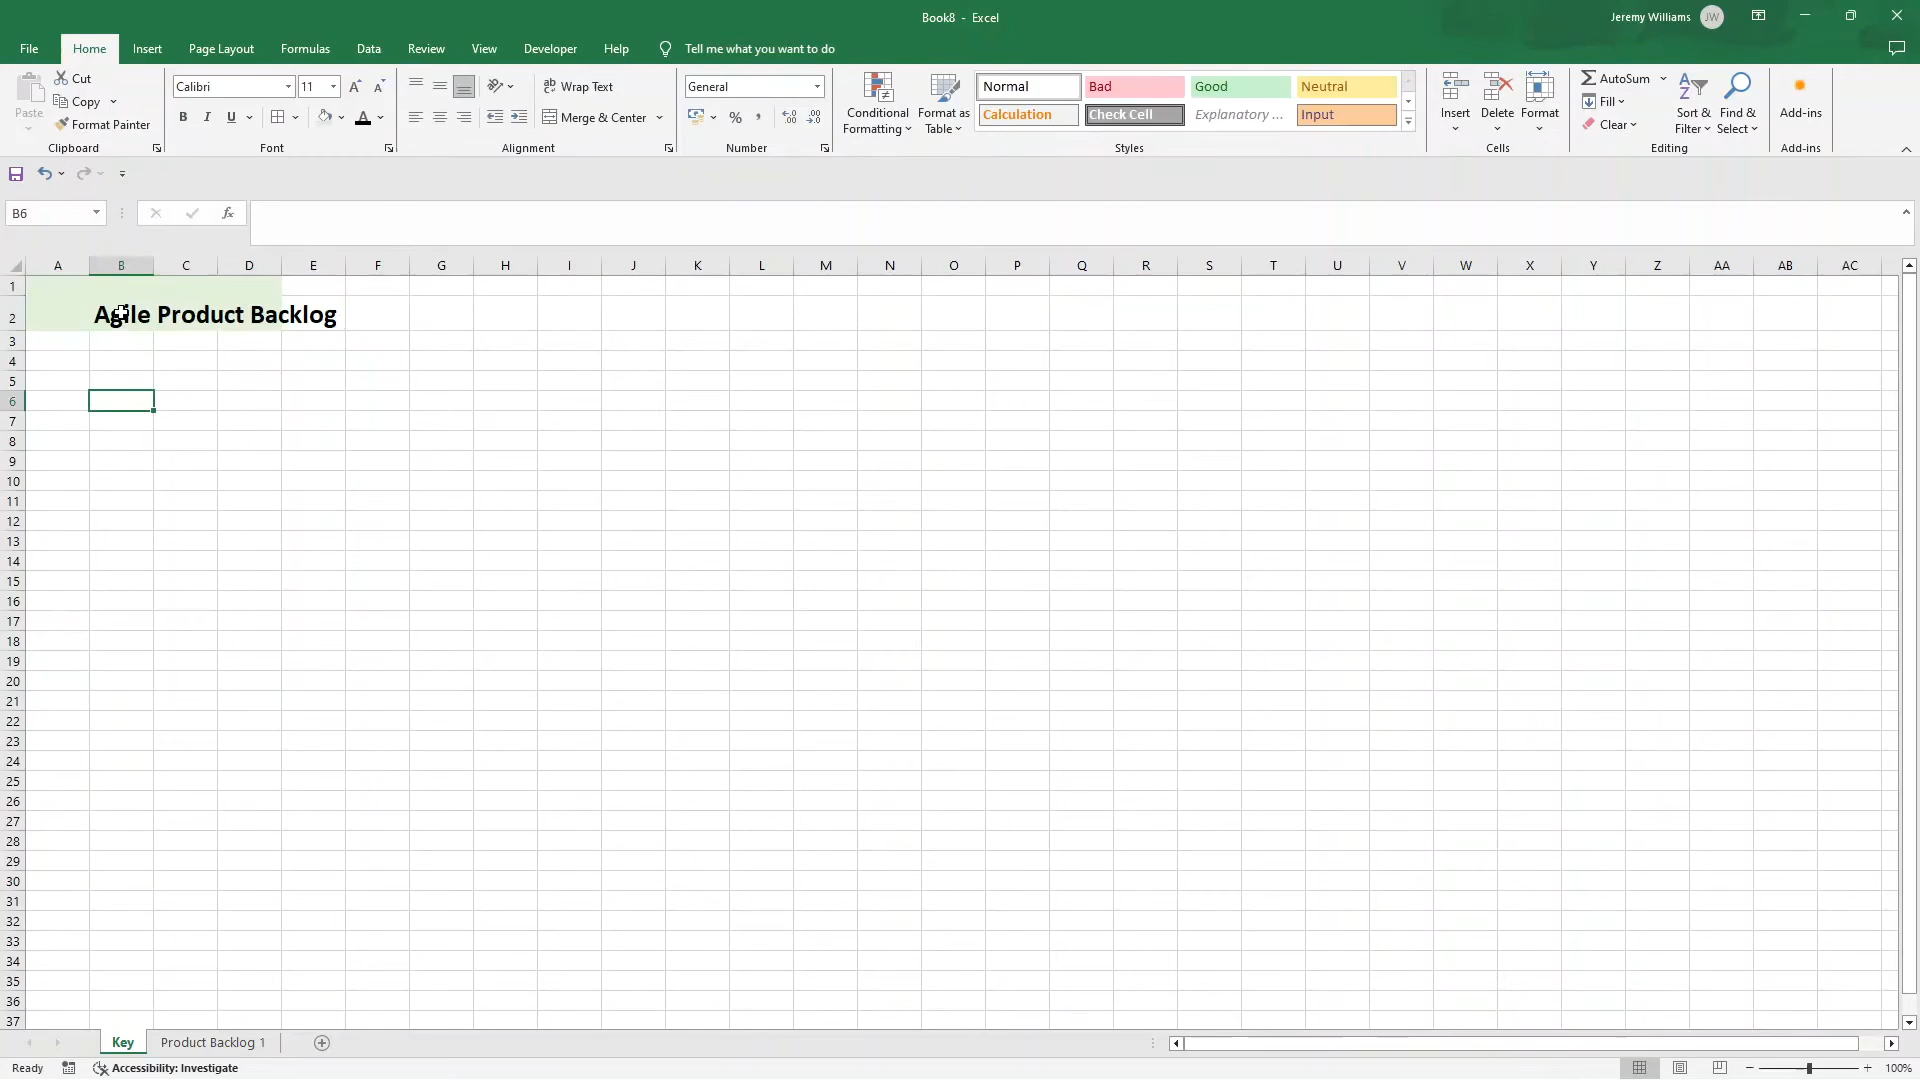 Book8 - Excel
Jeremy Williams JW
File Home Insert Page Layout Formulas Data Review View Developer Help Tell me what you want to do
Paste
Cut
Copy
Format Painter
Clipboard
Calibri 11 A A
B I U A
Font
ab Wrap Text
Merge & Center
Alignment
General
% , .00
Number
Conditional Formatting
Format as Table
Normal Bad Good Neutral
Calculation Check Cell Explanatory ... Input
Styles
Insert Delete Format
Cells
AutoSum
Fill
Clear
Sort & Filter
Find & Select
Editing
Add-ins
Add-ins
B6 fx
A B C D E F G H I J K L M N O P Q R S T U V W X Y Z AA AB AC
1
2 Agile Product Backlog
3
4
5
6
7
8
9
10
11
12
13
14
15
16
17
18
19
20
21
22
23
24
25
26
27
28
29
30
31
32
33
34
35
36
37
Key Product Backlog 1
Ready Accessibility: Investigate 100%